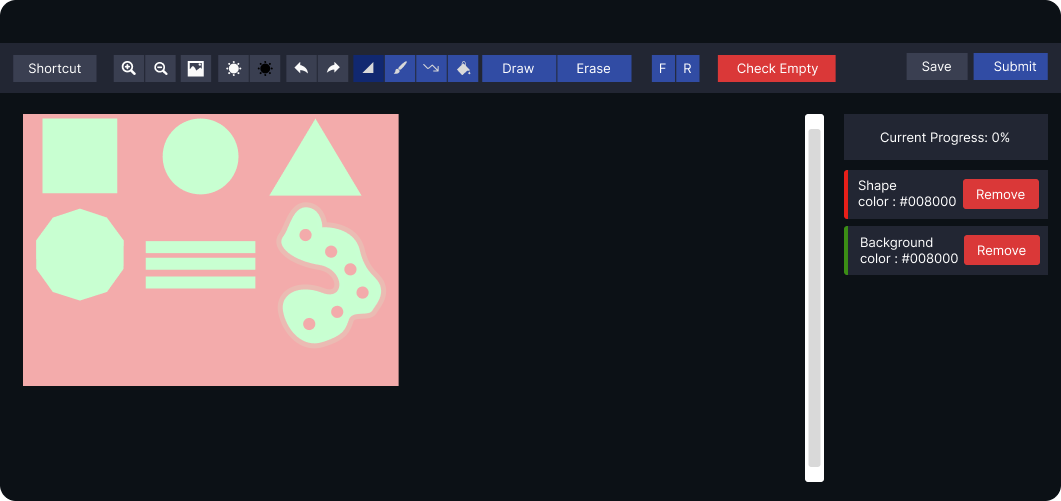 Shortcut
Draw
Erase
F
R
Check Empty
Save
Submit
Current Progress: 0%
Shape
color : #008000
Remove
Background
color : #008000
Remove